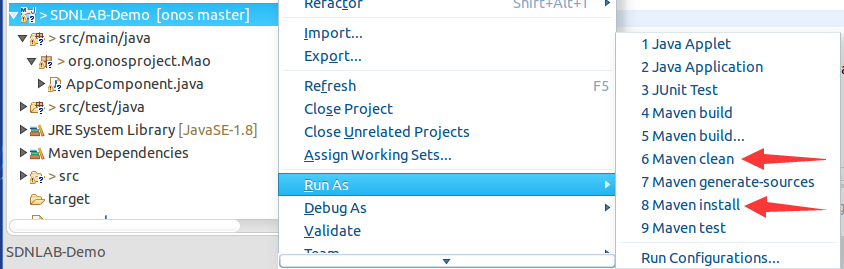 > SDNLAB-Demo [onos master]
> src/main/java
> org.onosproject.Mao
> AppComponent.java
> src/test/java
JRE System Library [JavaSE-1.8]
Maven Dependencies
> src
target
SDNLAB-Demo
Refactor Shift+Alt+T
Import...
Export...
Refresh F5
Close Project
Close Unrelated Projects
Assign Working Sets...
Run As
Debug As
Validate
Team
1 Java Applet
2 Java Application
3 JUnit Test
4 Maven build
5 Maven build...
6 Maven clean
7 Maven generate-sources
8 Maven install
9 Maven test
Run Configurations...